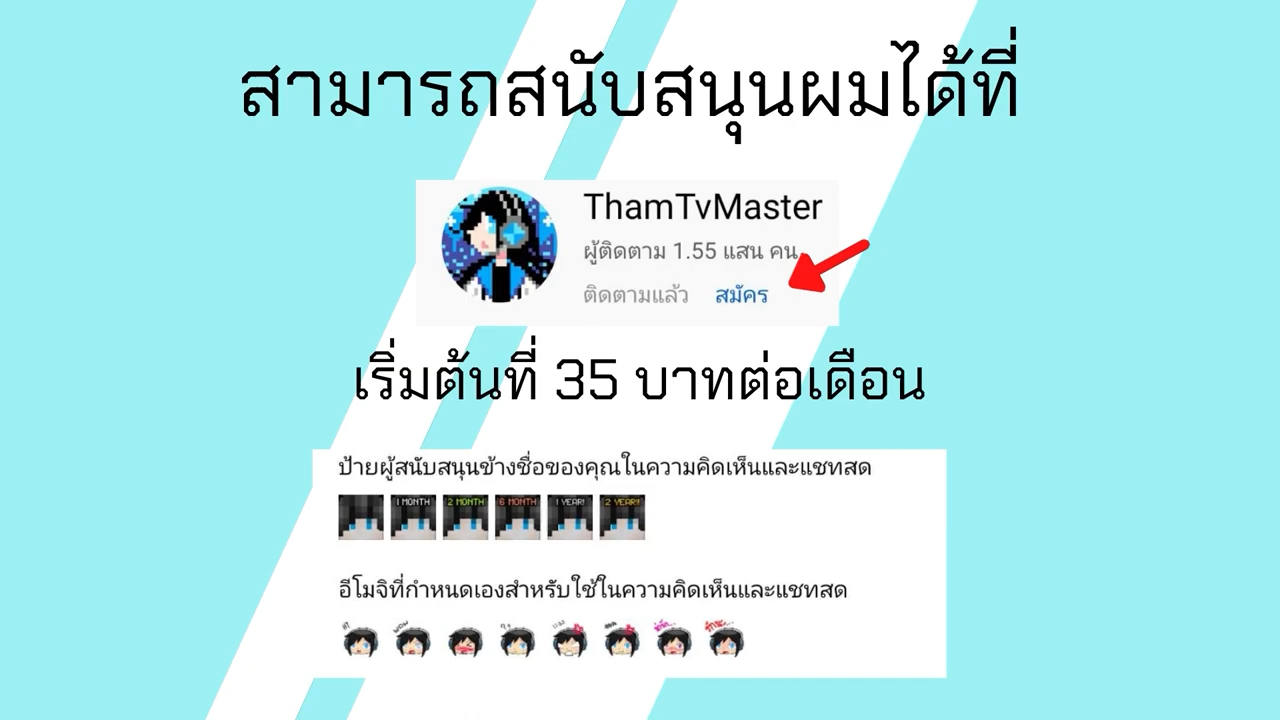 สามารถสนับสนุนผมได้ที่
ThamTvMaster
ผู้ติดตาม 1.55 แสน คน
ติดตามแล้ว สมัคร
เริ่มต้นที่ 35 บาทต่อเดือน
ป้ายผู้สนับสนุนข้างชื่อของคุณในความคิดเห็นและแชทสด
1 MONTH 2 MONTH 6 MONTH 1 YEAR! 2 YEAR!!
อีโมจิที่กำหนดเองสำหรับใช้ในความคิดเห็นและแชทสด